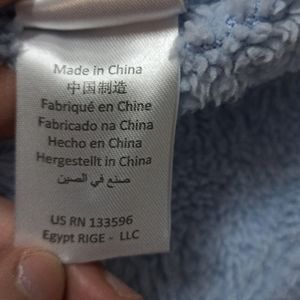 Made in China
中国制造
Fabriqué en Chine
Fabricado na China
Hecho en China
Hergestellt in China
صنع في الصين
US RN 133596
Egypt RIGE - LLC